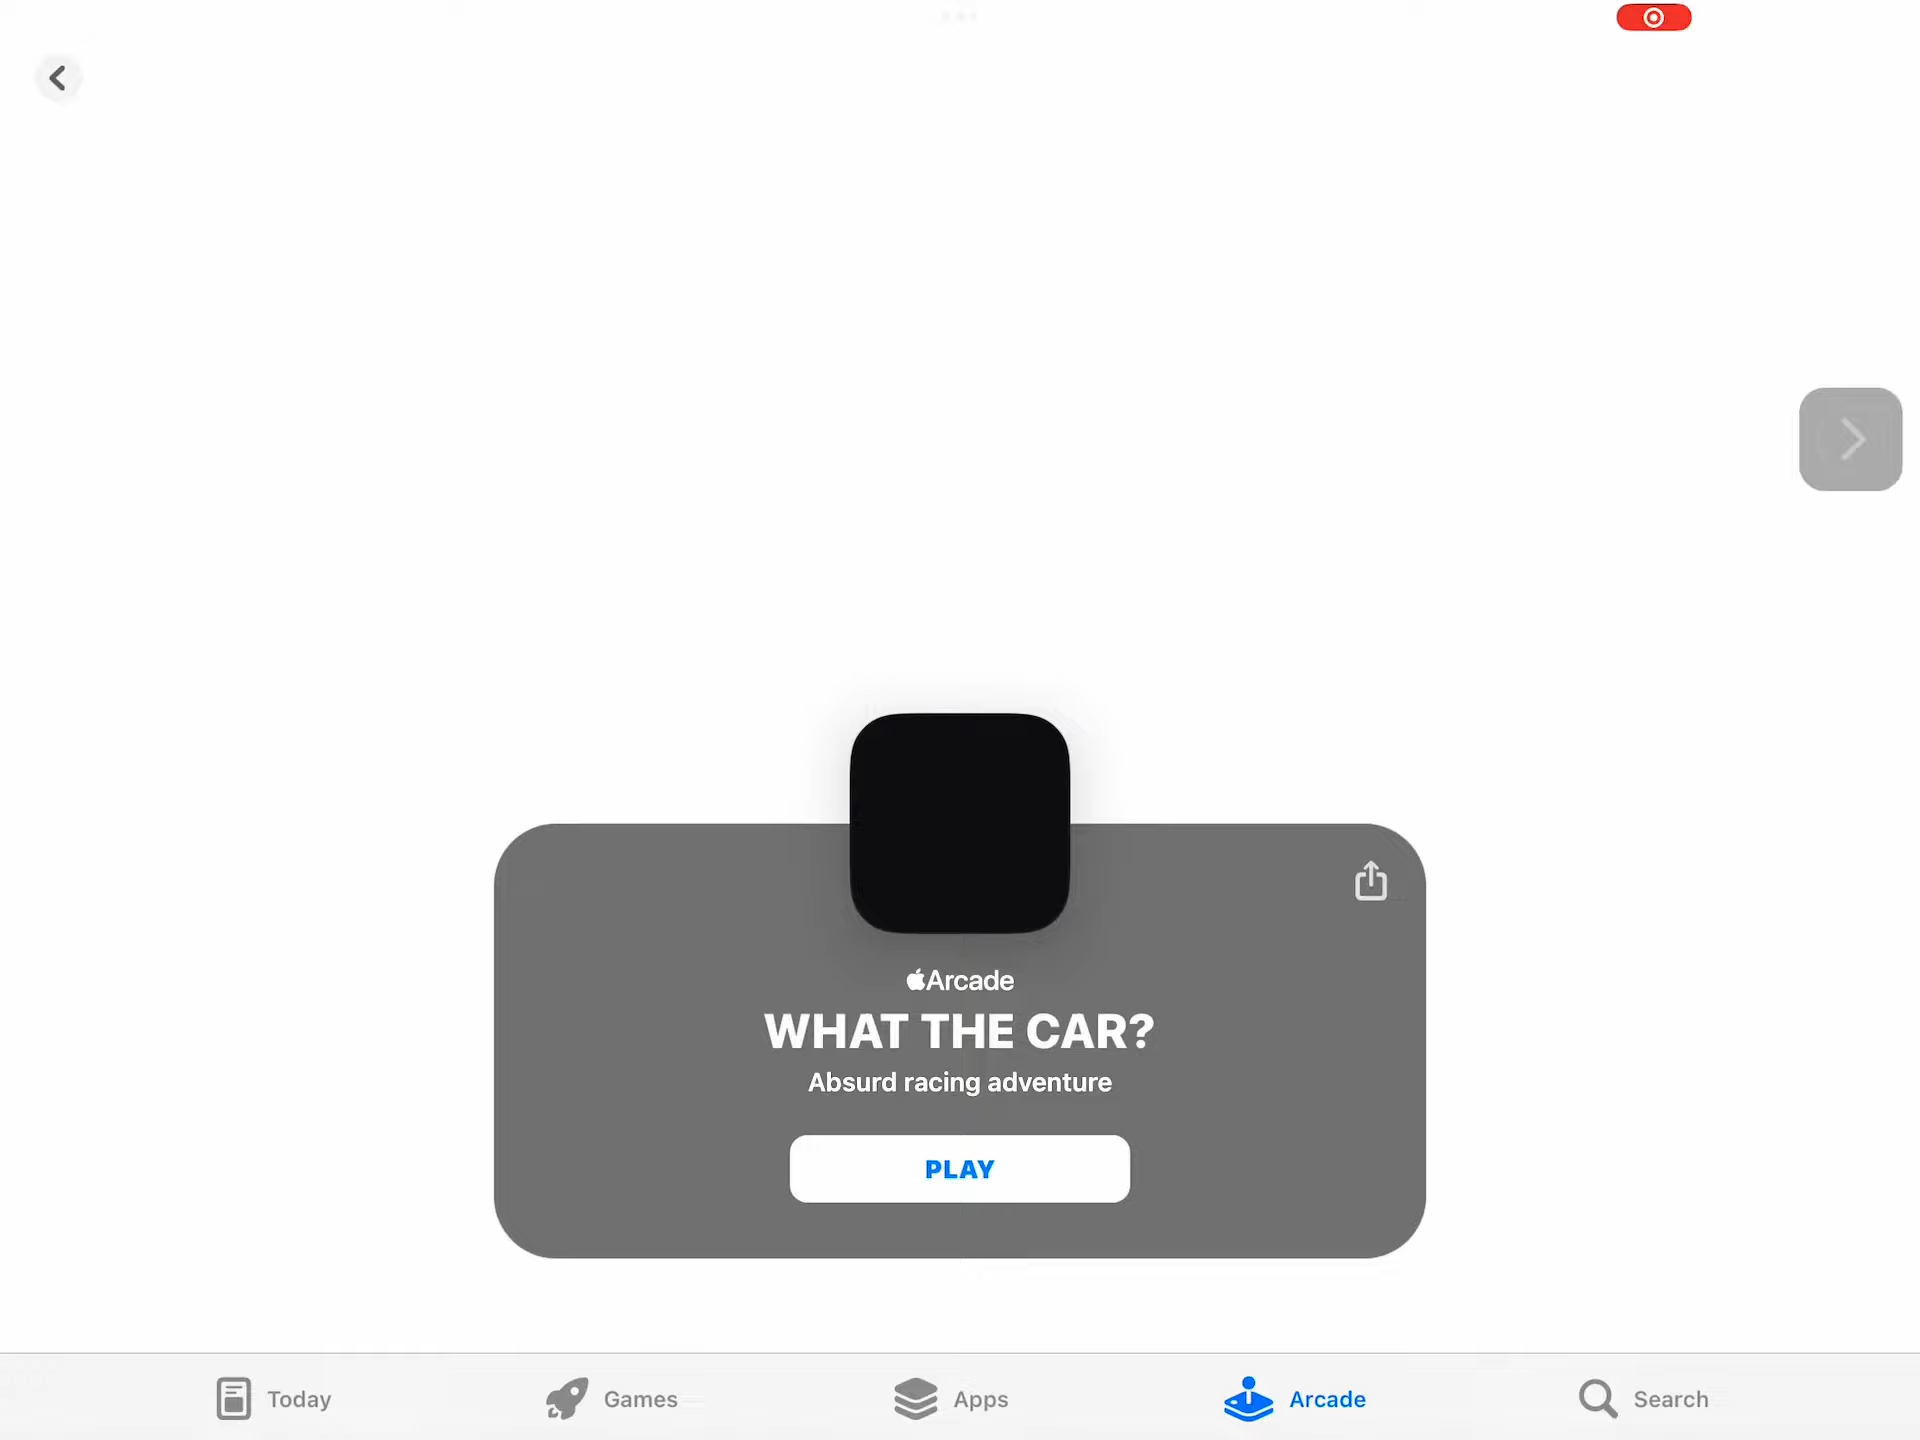 Arcade
WHAT THE CAR?
Absurd racing adventure
PLAY
Today
Games
Apps
Arcade
Search